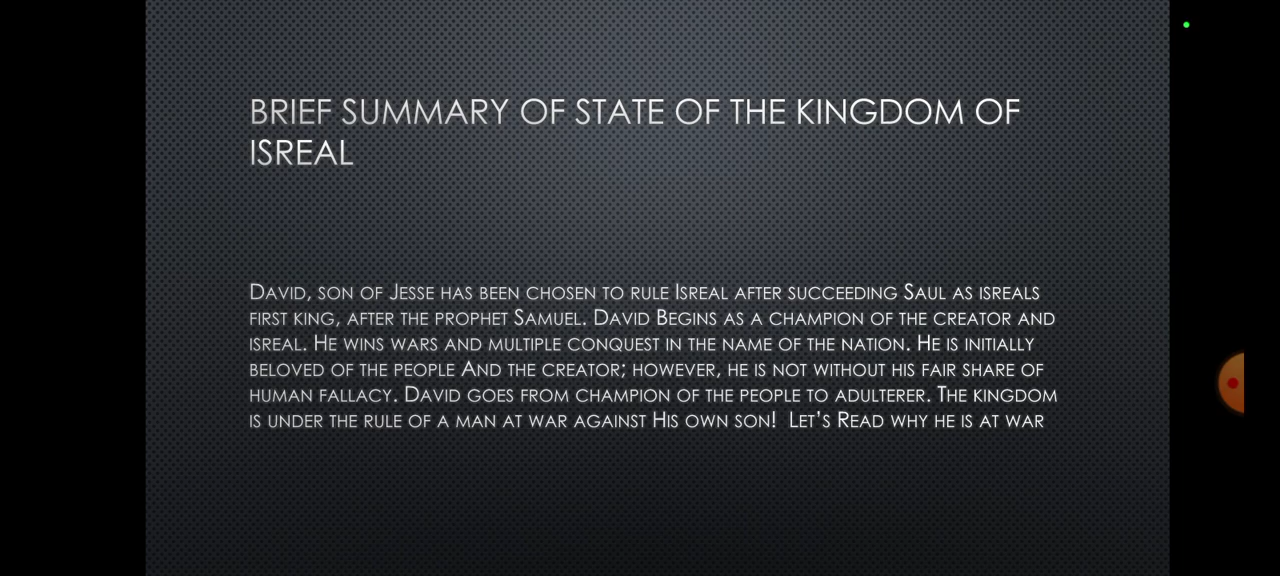 BRIEF SUMMARY OF STATE OF THE KINGDOM OF
ISREAL
DAVID, SON OF JESSE HAS BEEN CHOSEN TO RULE ISREAL AFTER SUCCEEDING SAUL AS ISREALS
FIRST KING, AFTER THE PROPHET SAMUEL. DAVID BEGINS AS A CHAMPION OF THE CREATOR AND
ISREAL. HE WINS WARS AND MULTIPLE CONQUEST IN THE NAME OF THE NATION. HE IS INITIALLY
BELOVED OF THE PEOPLE AND THE CREATOR; HOWEVER, HE IS NOT WITHOUT HIS FAIR SHARE OF
HUMAN FALLACY. DAVID GOES FROM CHAMPION OF THE PEOPLE TO ADULTERER. THE KINGDOM
IS UNDER THE RULE OF A MAN AT WAR AGAINST HIS OWN SON! LET'S READ WHY HE IS AT WAR